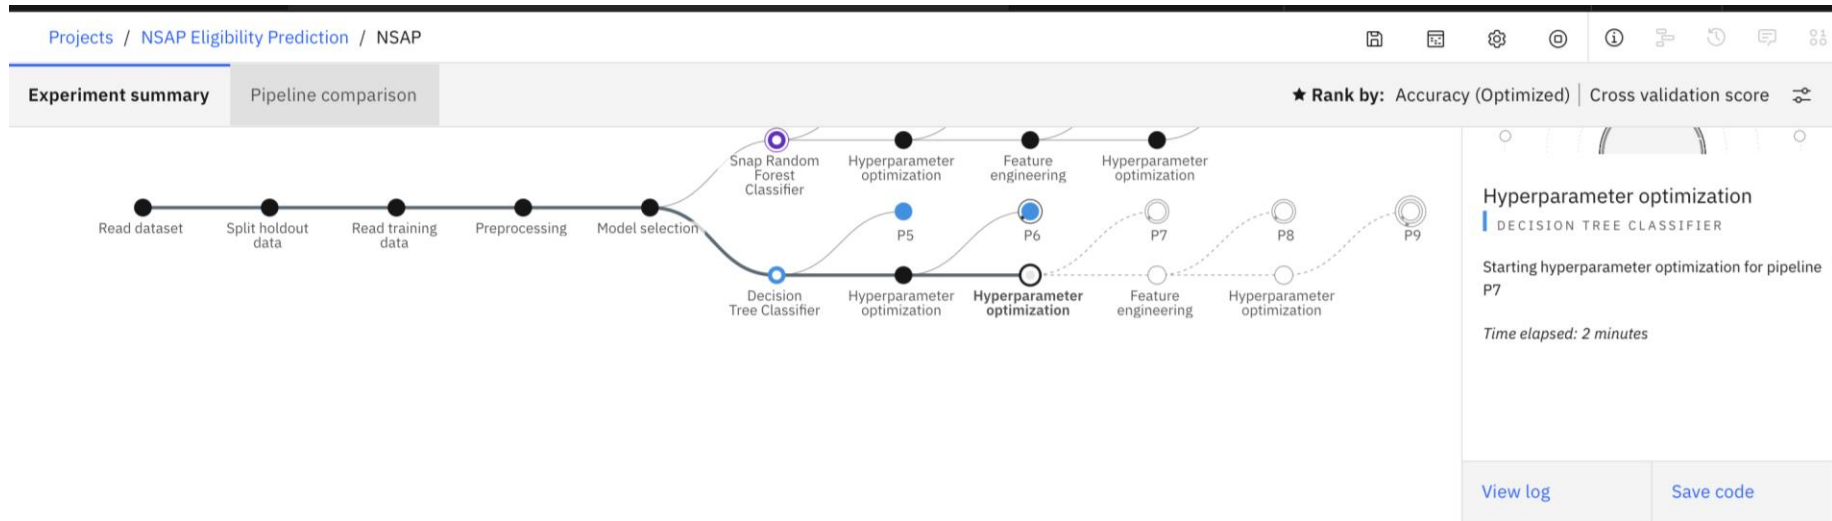 Projects / NSAP Eligibility Prediction / NSAP
Experiment summary
Pipeline comparison
★ Rank by: Accuracy (Optimized) | Cross validation score
Snap Random
Forest
Classifier
Hyperparameter
optimization
Feature
engineering
Hyperparameter
optimization
Read dataset
Split holdout
data
Read training
data
Preprocessing
Model selection
P5
P6
P7
P8
P9
Decision
Tree Classifier
Hyperparameter
optimization
Hyperparameter
optimization
Feature
engineering
Hyperparameter
optimization
Hyperparameter optimization
DECISION TREE CLASSIFIER
Starting hyperparameter optimization for pipeline
P7
Time elapsed: 2 minutes
View log
Save code